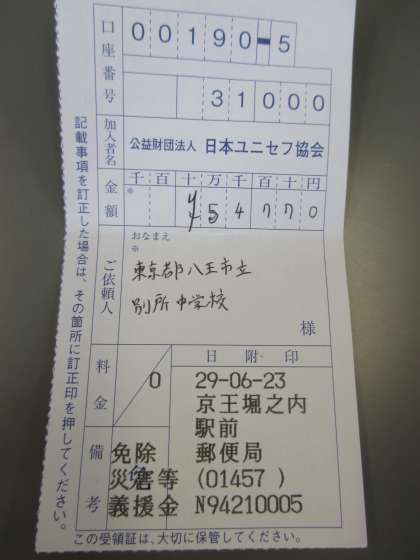 口座番号
00190-5
31000
加入者名
公益財団法人 日本ユニセフ協会
金額
千百十万千百十円
※
¥54770
ご依頼人
おなまえ
※
東京都八王市立
別所中学校
様
料金
0
日附印
29-06-23
京王堀之内
駅前
郵便局
(01457 )
N94210005
備考
免除
災害等
義援金
記載事項を訂正した場合は、その箇所に訂正印を押してください。
この受領証は、大切に保管してください。